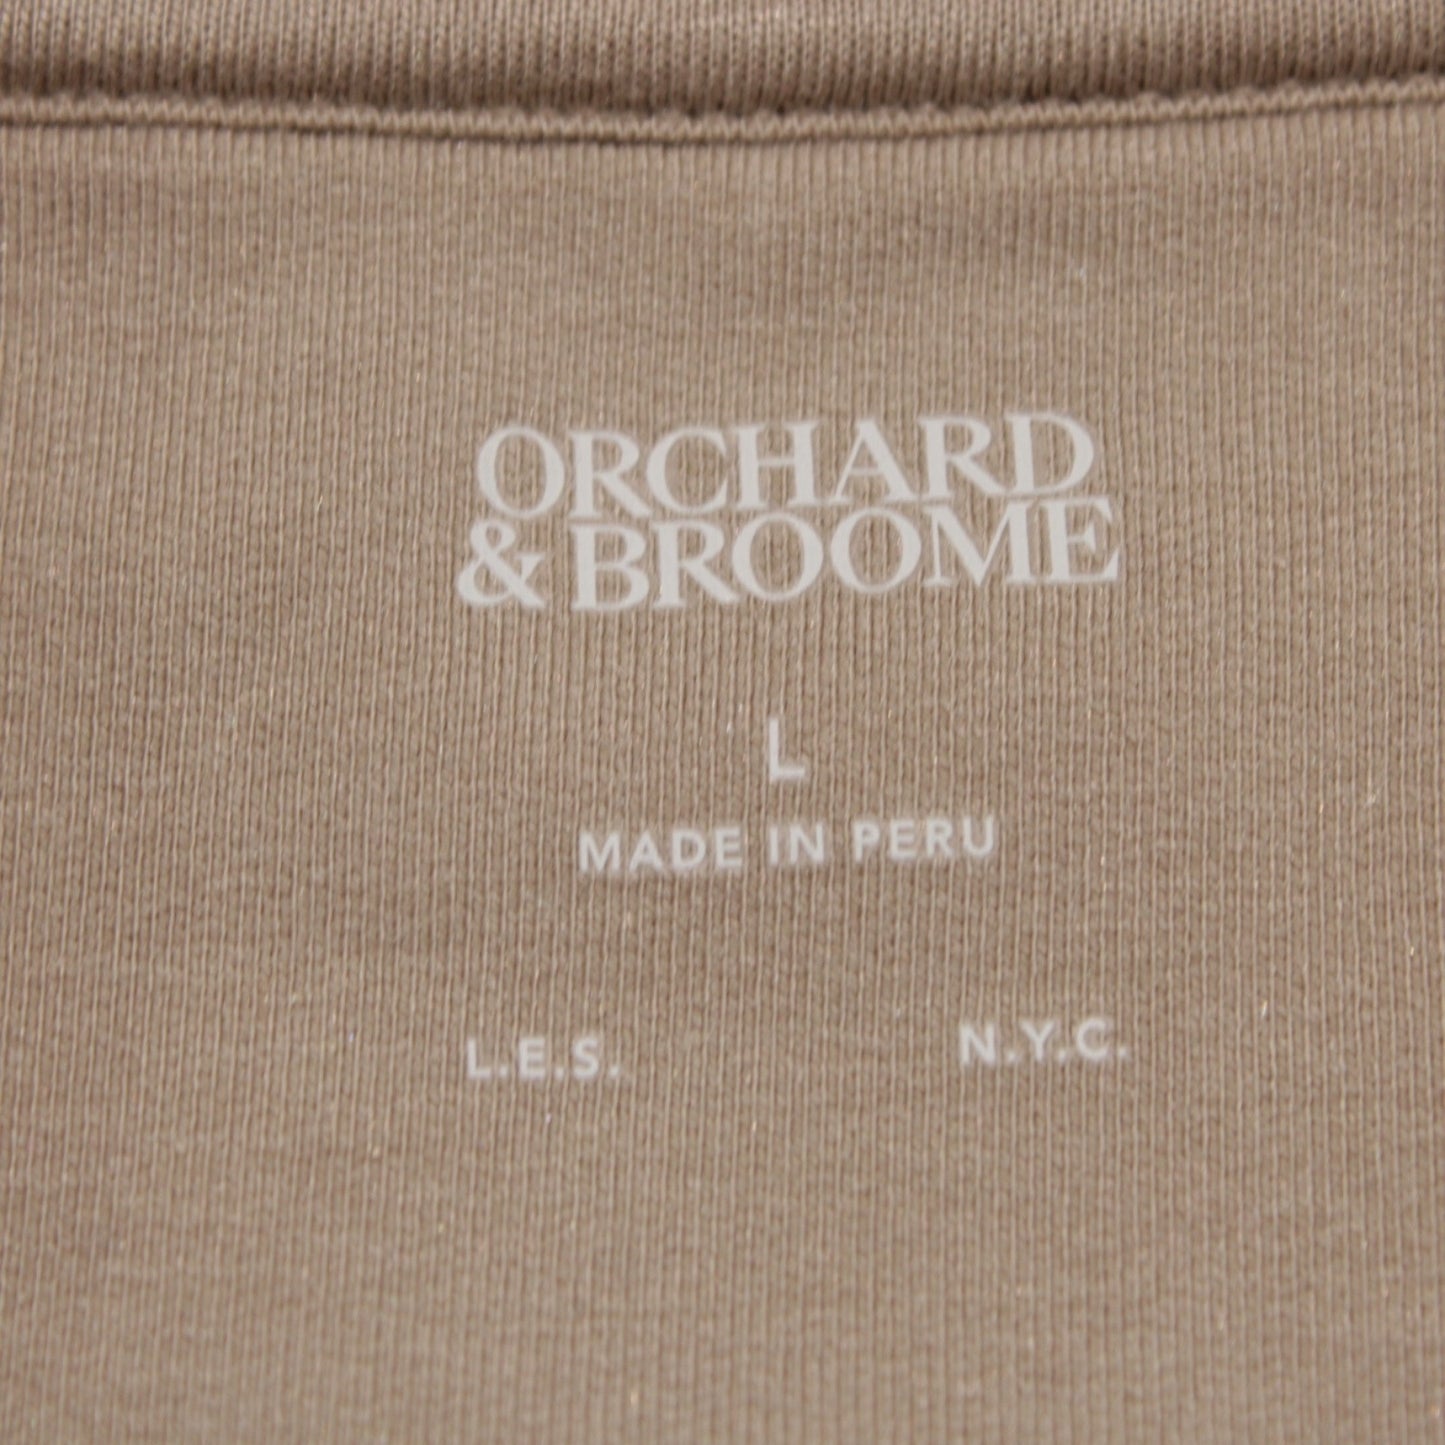 ORCHARD
& BROOME
L
MADE IN PERU
L.E.S. N.Y.C.